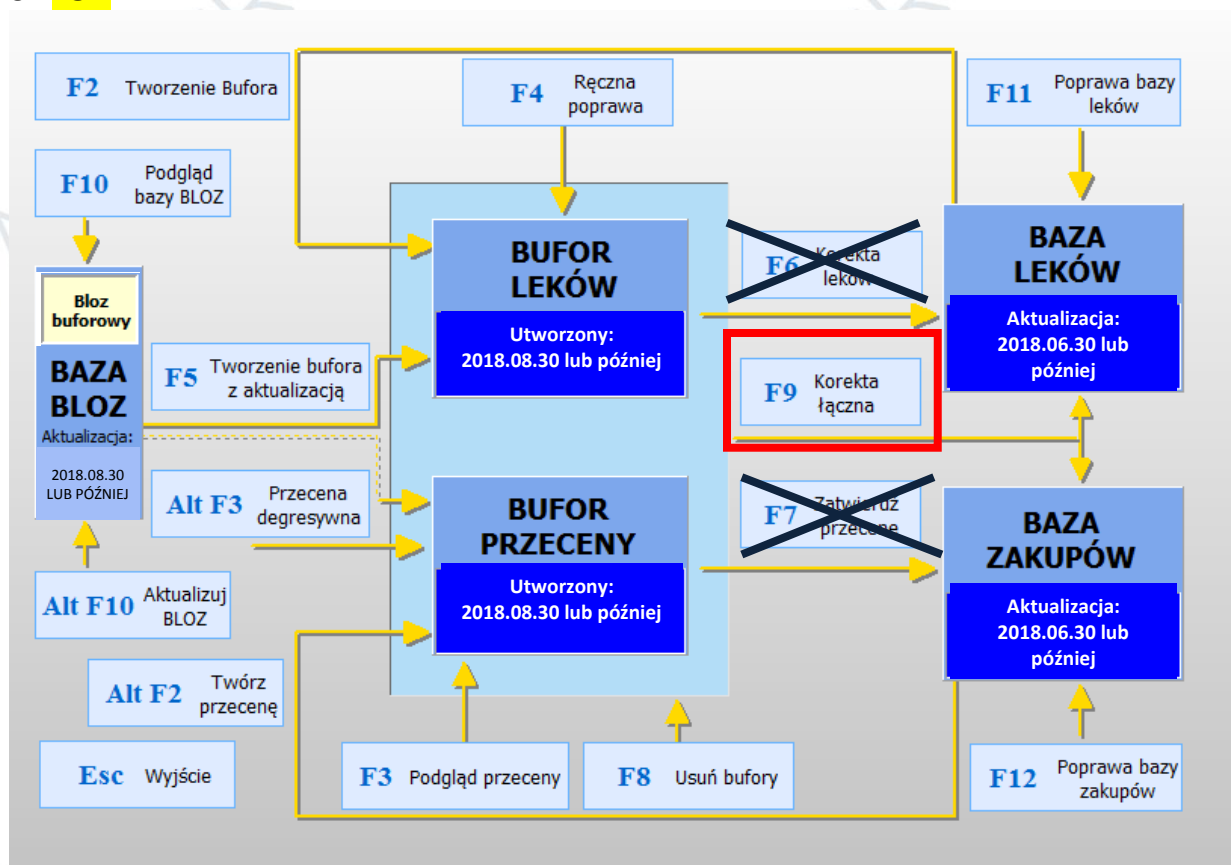 F2 Tworzenie Bufora
F4 Ręczna
poprawa
F11 Poprawa bazy
leków
F10 Podgląd
bazy BLOZ
BUFOR
LEKÓW
Utworzony:
2018.08.30 lub później
F6 Korekta
leków
BAZA
LEKÓW
Aktualizacja:
2018.06.30 lub
później
Bloz
buforowy
BAZA
BLOZ
Aktualizacja:
2018.08.30
LUB PÓŹNIEJ
F5 Tworzenie bufora
z aktualizacją
F9 Korekta
łączna
Alt F3 Przecena
degresywna
BUFOR
PRZECENY
Utworzony:
2018.08.30 lub później
F7 Zatwierdź
przecenę
BAZA
ZAKUPÓW
Aktualizacja:
2018.06.30 lub
później
Alt F10 Aktualizuj
BLOZ
Alt F2 Twórz
przecenę
Esc Wyjście
F3 Podgląd przeceny
F8 Usuń bufory
F12 Poprawa bazy
zakupów